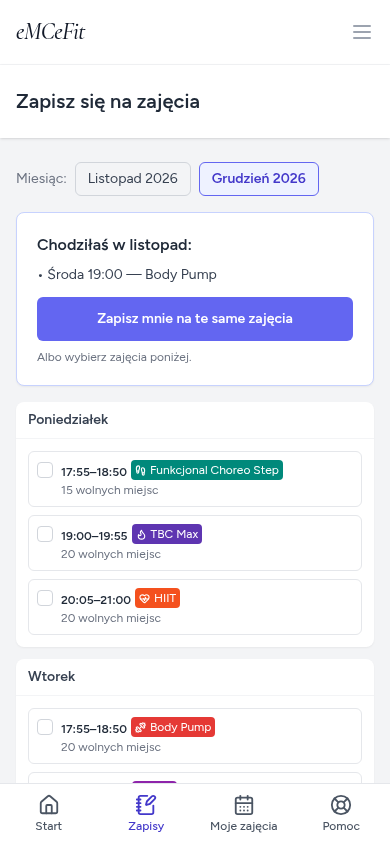 eMCeFit
Zapisz się na zajęcia
Miesiąc: Listopad 2026 Grudzień 2026
Chodziłaś w listopad:
• Środa 19:00 — Body Pump
Zapisz mnie na te same zajęcia
Albo wybierz zajęcia poniżej.
Poniedziałek
17:55–18:50 Funkcjonal Choreo Step
15 wolnych miejsc
19:00–19:55 TBC Max
20 wolnych miejsc
20:05–21:00 HIIT
20 wolnych miejsc
Wtorek
17:55–18:50 Body Pump
20 wolnych miejsc
Start Zapisy Moje zajęcia Pomoc